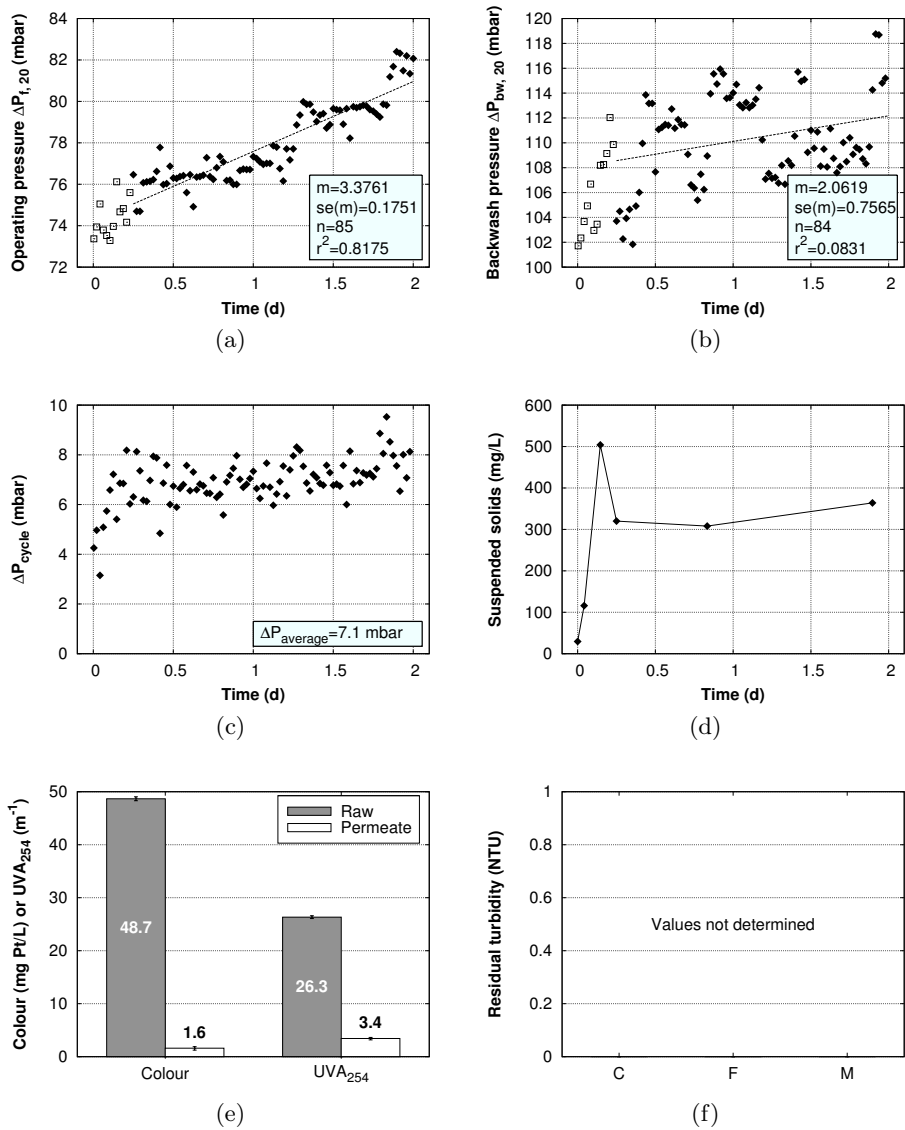 84
82
80
78
76
74
72
Operating pressure ΔPf, 20 (mbar)
m=3.3761
se(m)=0.1751
n=85
r²=0.8175
0 0.5 1 1.5 2
Time (d)
(a)
120
118
116
114
112
110
108
106
104
102
100
Backwash pressure ΔPbw, 20 (mbar)
m=2.0619
se(m)=0.7565
n=84
r²=0.0831
0 0.5 1 1.5 2
Time (d)
(b)
10
8
6
4
2
0
ΔPcycle (mbar)
ΔPaverage=7.1 mbar
0 0.5 1 1.5 2
Time (d)
(c)
600
500
400
300
200
100
0
Suspended solids (mg/L)
0 0.5 1 1.5 2
Time (d)
(d)
50
40
30
20
10
0
Colour (mg Pt/L) or UVA254 (m-1)
Raw
Permeate
48.7
1.6
26.3
3.4
Colour UVA254
(e)
1
0.8
0.6
0.4
0.2
0
Residual turbidity (NTU)
Values not determined
C F M
(f)